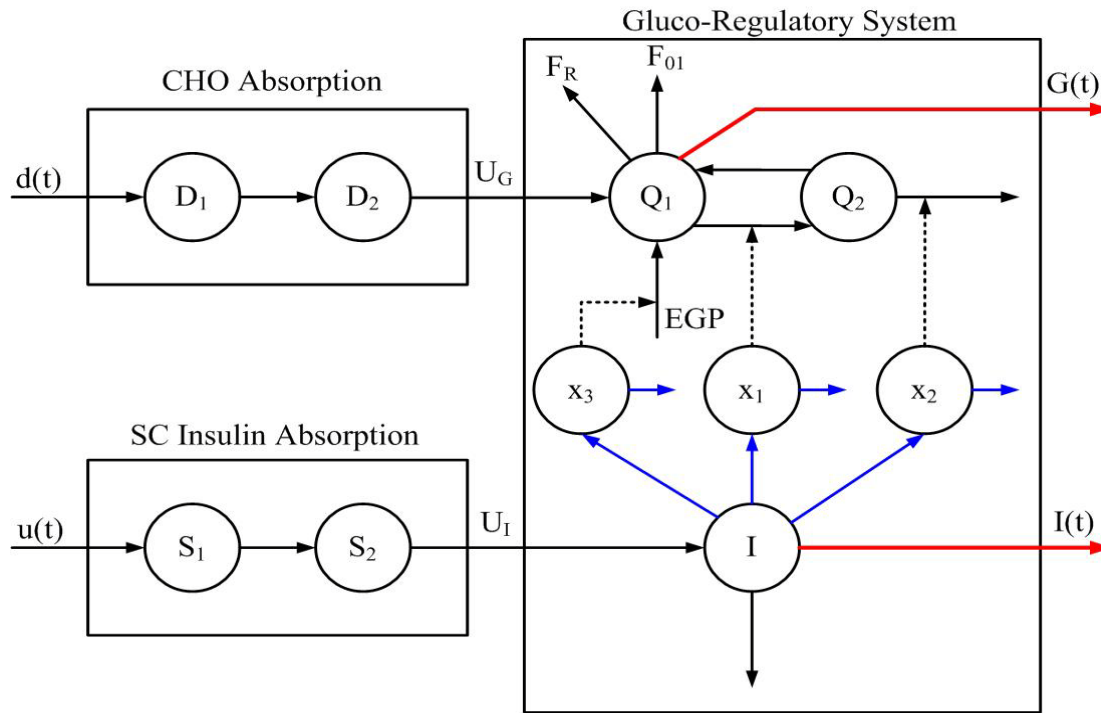 Gluco-Regulatory System
CHO Absorption
F_R
F_01
G(t)
d(t)
D_1
D_2
U_G
Q_1
Q_2
EGP
x_3
x_1
x_2
SC Insulin Absorption
u(t)
S_1
S_2
U_I
I
I(t)